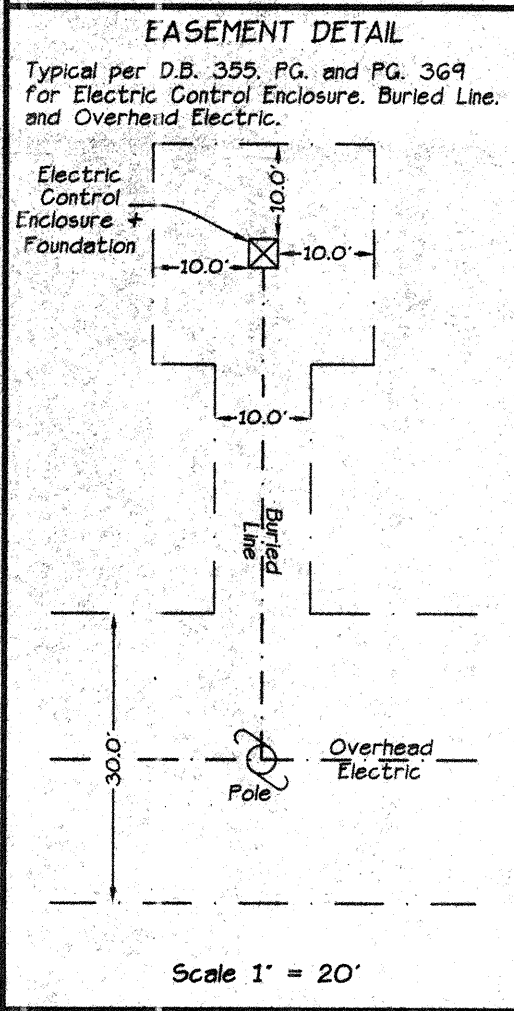 EASEMENT DETAIL
Typical per D.B. 355, PG. and PG. 369
for Electric Control Enclosure, Buried Line,
and Overhead Electric.
Electric
Control
Enclosure +
Foundation
10.0'
10.0'
10.0'
10.0'
Buried
Line
30.0'
Overhead
Electric
Pole
Scale 1" = 20'